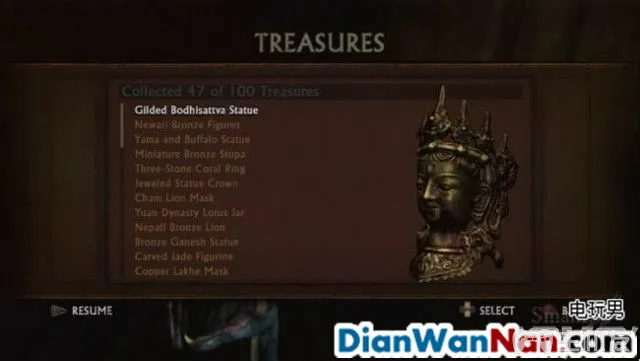 TREASURES
Collected 47 of 100 Treasures
Gilded Bodhisattva Statue
Newari Bronze Figures
Yama and Buffalo Statue
Miniature Bronze Stupa
Three-Stone Coral Ring
Jeweled Statue Crown
Cham Lion Mask
Yuan Dynasty Lotus Jar
Nepali Bronze Lion
Bronze Ganesh Statue
Carved Jade Figurine
Copper Lakhe Mask
RESUME
SELECT
电玩男
DianWanNan.com